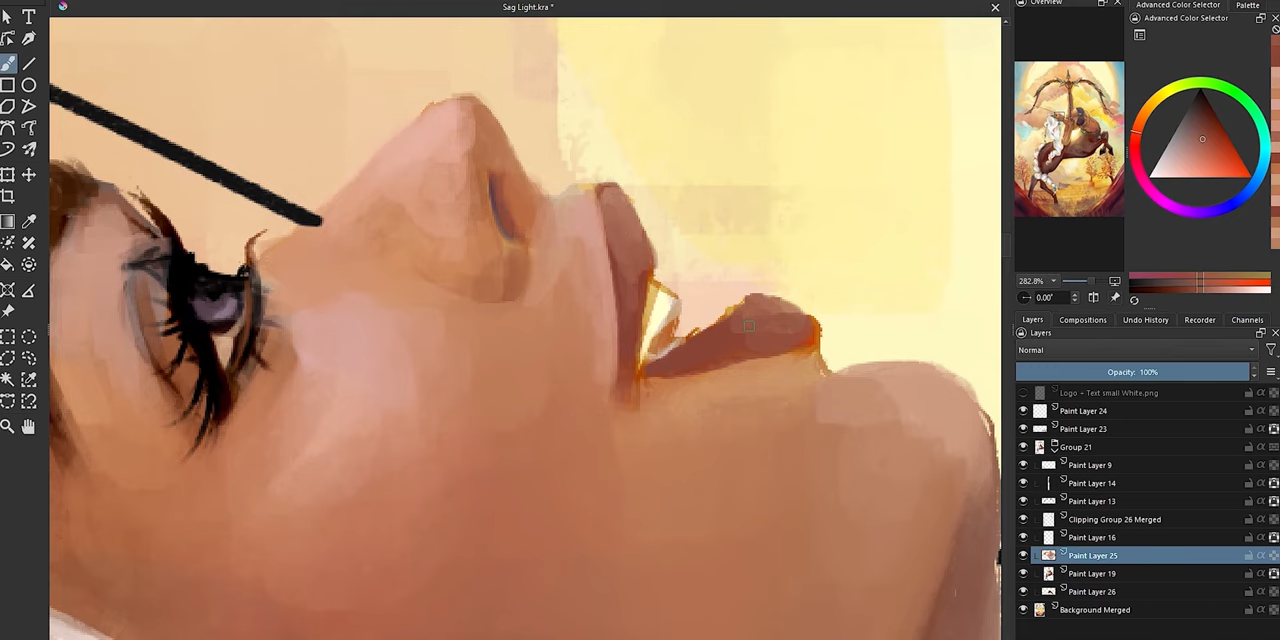 Sag Light.kra *
Overview
Advanced Color Selector
Palette
Advanced Color Selector
282.8%
0.00°
Layers
Compositions
Undo History
Recorder
Channels
Layers
Normal
Opacity: 100%
Logo + Text small White.png
Paint Layer 24
Paint Layer 23
Group 21
Paint Layer 9
Paint Layer 14
Paint Layer 13
Clipping Group 26 Merged
Paint Layer 16
Paint Layer 25
Paint Layer 19
Paint Layer 26
Background Merged